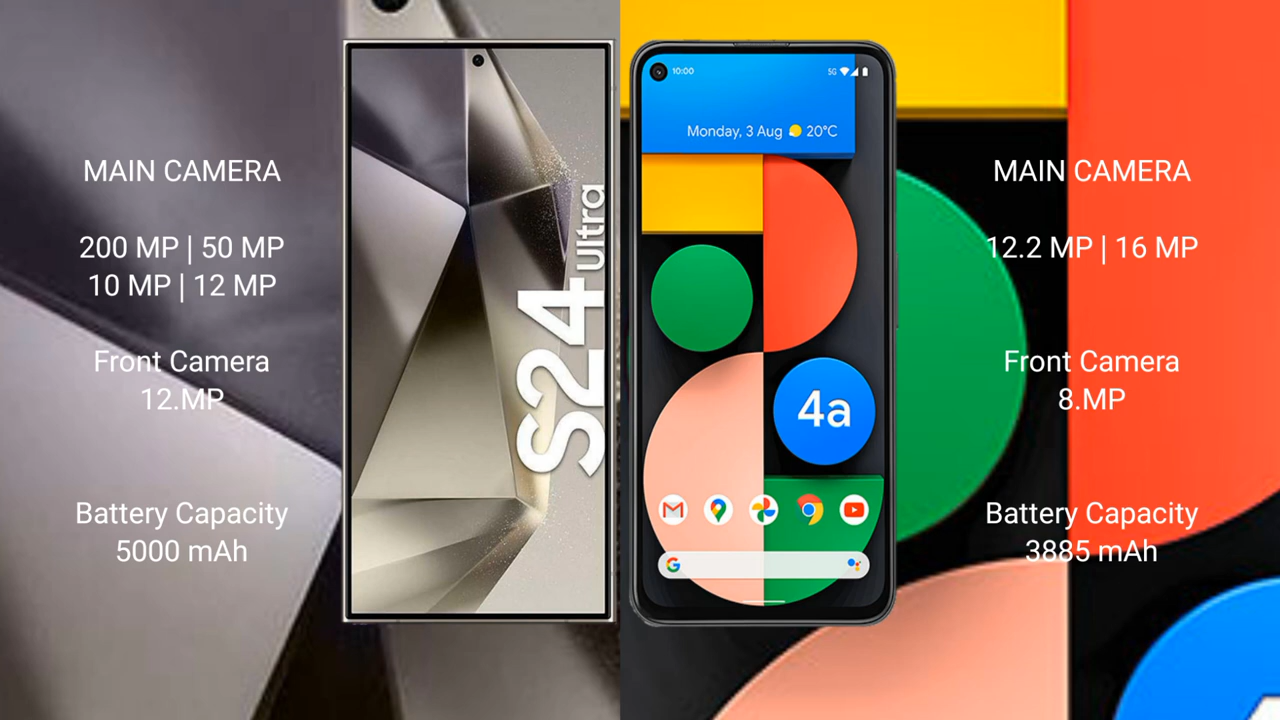 MAIN CAMERA
200 MP | 50 MP
10 MP | 12 MP
Front Camera
12.MP
Battery Capacity
5000 mAh
S24 Ultra
10:00
5G
Monday, 3 Aug 20°C
4a
MAIN CAMERA
12.2 MP | 16 MP
Front Camera
8.MP
Battery Capacity
3885 mAh